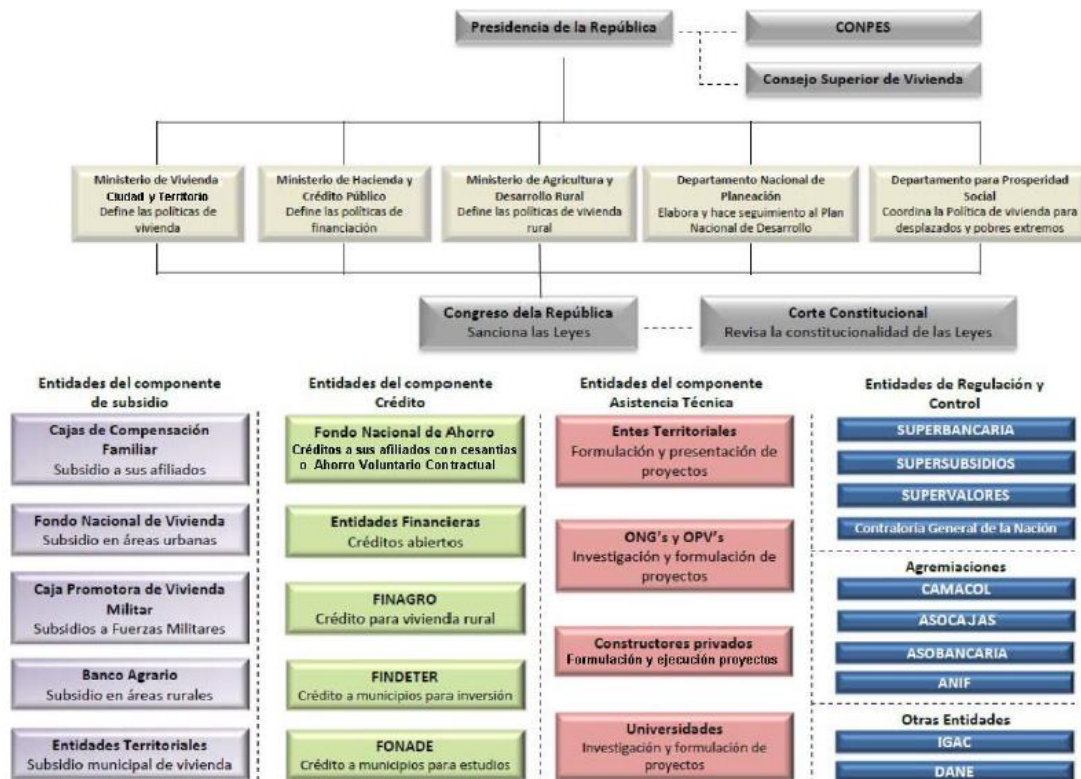 Presidencia de la República
CONPES
Consejo Superior de Vivienda
Ministerio de Vivienda
Ciudad y Territorio
Define las políticas de
vivienda
Ministerio de Hacienda y
Crédito Público
Define las políticas de
financiación
Ministerio de Agricultura y
Desarrollo Rural
Define las políticas de vivienda
rural
Departamento Nacional de
Planeación
Elabora y hace seguimiento al Plan
Nacional de Desarrollo
Departamento para Prosperidad
Social
Coordina la Política de vivienda para
desplazados y pobres extremos
Congreso dela República
Sanciona las Leyes
Corte Constitucional
Revisa la constitucionalidad de las Leyes
Entidades del componente
de subsidio
Cajas de Compensación
Familiar
Subsidio a sus afiliados
Fondo Nacional de Vivienda
Subsidio en áreas urbanas
Caja Promotora de Vivienda
Militar
Subsidios a Fuerzas Militares
Banco Agrario
Subsidio en áreas rurales
Entidades Territoriales
Subsidio municipal de vivienda
Entidades del componente
Crédito
Fondo Nacional de Ahorro
Créditos a sus afiliados con cesantías
o Ahorro Voluntario Contractual
Entidades Financieras
Créditos abiertos
FINAGRO
Crédito para vivienda rural
FINDETER
Crédito a municipios para inversión
FONADE
Crédito a municipios para estudios
Entidades del componente
Asistencia Técnica
Entes Territoriales
Formulación y presentación de
proyectos
ONG's y OPV's
Investigación y formulación de
proyectos
Constructores privados
Formulación y ejecución proyectos
Universidades
Investigación y formulación de
proyectos
Entidades de Regulación y
Control
SUPERBANCARIA
SUPERSUBSIDIOS
SUPERVALORES
Contraloría General de la Nación
Agremiaciones
CAMACOL
ASOCAJAS
ASOBANCARIA
ANIF
Otras Entidades
IGAC
DANE